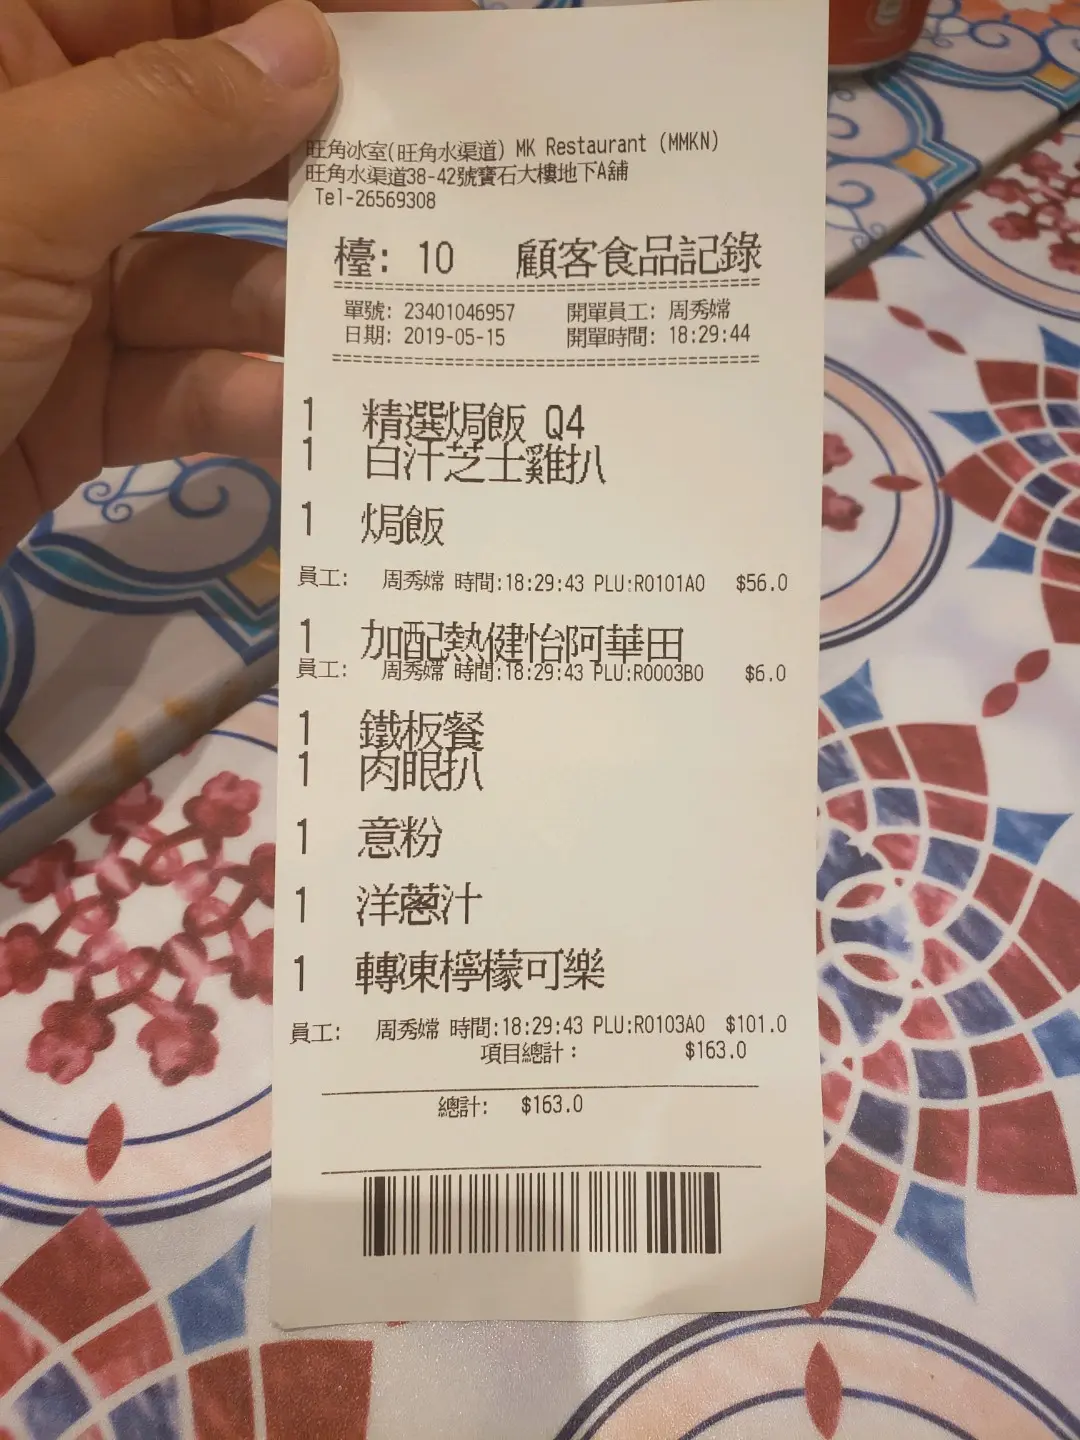 旺角冰室(旺角水渠道) MK Restaurant (MMKN)
旺角水渠道38-42號寶石大樓地下A舖
Tel-26569308
檯: 10 顧客食品記錄
單號: 23401046957 開單員工: 周秀嫦
日期: 2019-05-15 開單時間: 18:29:44
1 精選焗飯 Q4
1 白汗芝士雞扒
1 焗飯
員工: 周秀嫦 時間:18:29:43 PLU:R0101A0 $56.0
1 加配熱健怡阿華田
員工: 周秀嫦 時間:18:29:43 PLU:R0003B0 $6.0
1 鐵板餐
1 肉眼扒
1 意粉
1 洋蔥汁
1 轉凍檸檬可樂
員工: 周秀嫦 時間:18:29:43 PLU:R0103A0 $101.0
項目總計: $163.0
總計: $163.0